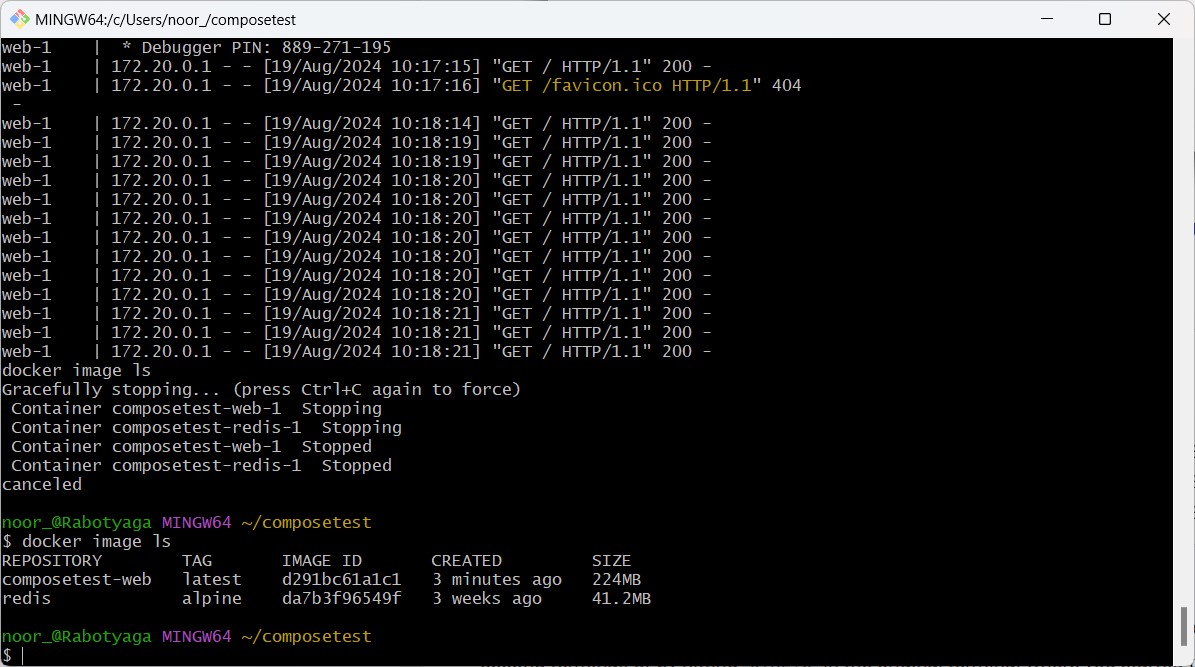 MINGW64:/c/Users/noor_/composetest
web-1    |  * Debugger PIN: 889-271-195
web-1    | 172.20.0.1 - - [19/Aug/2024 10:17:15] "GET / HTTP/1.1" 200 -
web-1    | 172.20.0.1 - - [19/Aug/2024 10:17:16] "GET /favicon.ico HTTP/1.1" 404
 -
web-1    | 172.20.0.1 - - [19/Aug/2024 10:18:14] "GET / HTTP/1.1" 200 -
web-1    | 172.20.0.1 - - [19/Aug/2024 10:18:19] "GET / HTTP/1.1" 200 -
web-1    | 172.20.0.1 - - [19/Aug/2024 10:18:19] "GET / HTTP/1.1" 200 -
web-1    | 172.20.0.1 - - [19/Aug/2024 10:18:20] "GET / HTTP/1.1" 200 -
web-1    | 172.20.0.1 - - [19/Aug/2024 10:18:20] "GET / HTTP/1.1" 200 -
web-1    | 172.20.0.1 - - [19/Aug/2024 10:18:20] "GET / HTTP/1.1" 200 -
web-1    | 172.20.0.1 - - [19/Aug/2024 10:18:20] "GET / HTTP/1.1" 200 -
web-1    | 172.20.0.1 - - [19/Aug/2024 10:18:20] "GET / HTTP/1.1" 200 -
web-1    | 172.20.0.1 - - [19/Aug/2024 10:18:20] "GET / HTTP/1.1" 200 -
web-1    | 172.20.0.1 - - [19/Aug/2024 10:18:20] "GET / HTTP/1.1" 200 -
web-1    | 172.20.0.1 - - [19/Aug/2024 10:18:21] "GET / HTTP/1.1" 200 -
web-1    | 172.20.0.1 - - [19/Aug/2024 10:18:21] "GET / HTTP/1.1" 200 -
web-1    | 172.20.0.1 - - [19/Aug/2024 10:18:21] "GET / HTTP/1.1" 200 -
docker image ls
Gracefully stopping... (press Ctrl+C again to force)
 Container composetest-web-1  Stopping
 Container composetest-redis-1  Stopping
 Container composetest-web-1  Stopped
 Container composetest-redis-1  Stopped
canceled
noor_@Rabotyaga MINGW64 ~/composetest
$ docker image ls
REPOSITORY        TAG       IMAGE ID       CREATED         SIZE
composetest-web   latest    d291bc61a1c1   3 minutes ago   224MB
redis             alpine    da7b3f96549f   3 weeks ago     41.2MB
noor_@Rabotyaga MINGW64 ~/composetest
$